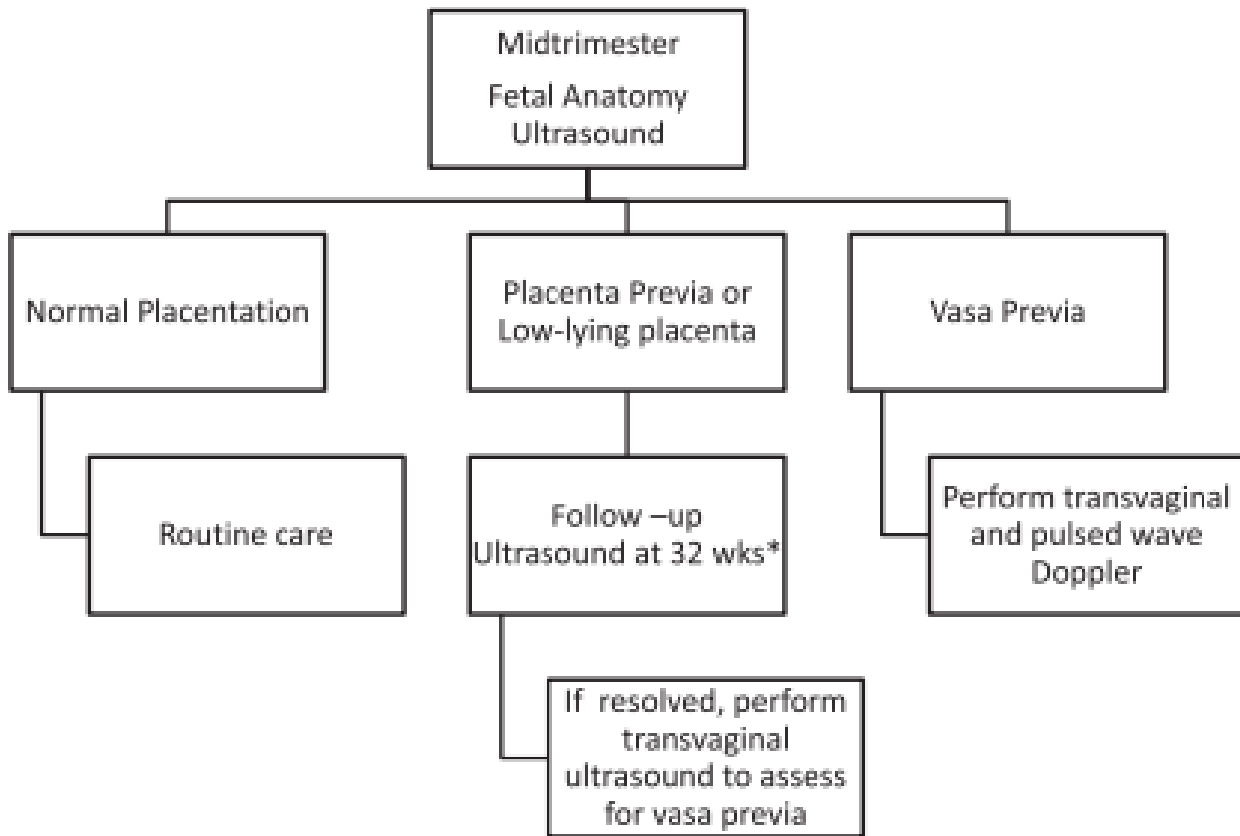 Midtrimester
Fetal Anatomy
Ultrasound
Normal Placentation
Placenta Previa or
Low-lying placenta
Vasa Previa
Routine care
Follow –up
Ultrasound at 32 wks*
Perform transvaginal
and pulsed wave
Doppler
If resolved, perform
transvaginal
ultrasound to assess
for vasa previa